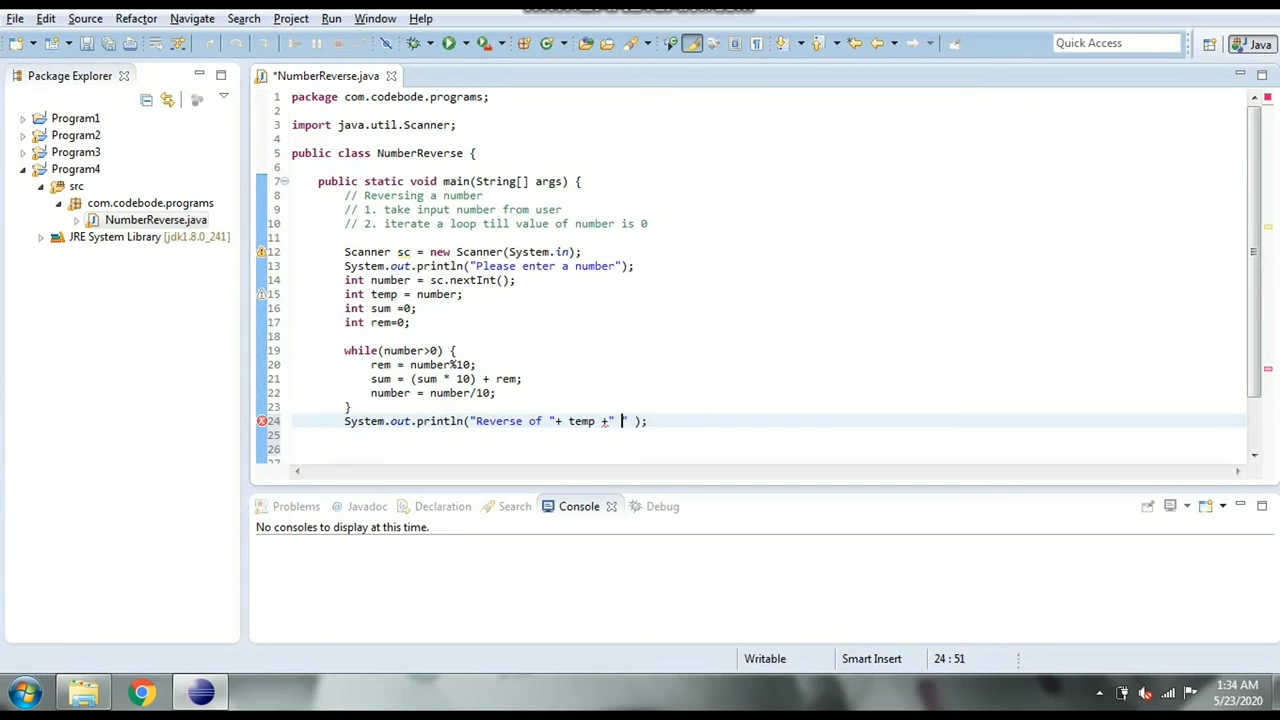 File Edit Source Refactor Navigate Search Project Run Window Help
Quick Access
Java
Package Explorer
*NumberReverse.java
Program1
Program2
Program3
Program4
src
com.codebode.programs
NumberReverse.java
JRE System Library [jdk1.8.0_241]
1 package com.codebode.programs;
2
3 import java.util.Scanner;
4
5 public class NumberReverse {
6
7 public static void main(String[] args) {
8 // Reversing a number
9 // 1. take input number from user
10 // 2. iterate a loop till value of number is 0
11
12 Scanner sc = new Scanner(System.in);
13 System.out.println("Please enter a number");
14 int number = sc.nextInt();
15 int temp = number;
16 int sum =0;
17 int rem=0;
18
19 while(number>0) {
20 rem = number%10;
21 sum = (sum * 10) + rem;
22 number = number/10;
23 }
24 System.out.println("Reverse of "+ temp +" " );
25
26
27
Problems @ Javadoc Declaration Search Console Debug
No consoles to display at this time.
Writable Smart Insert 24 : 51
1:34 AM
5/23/2020